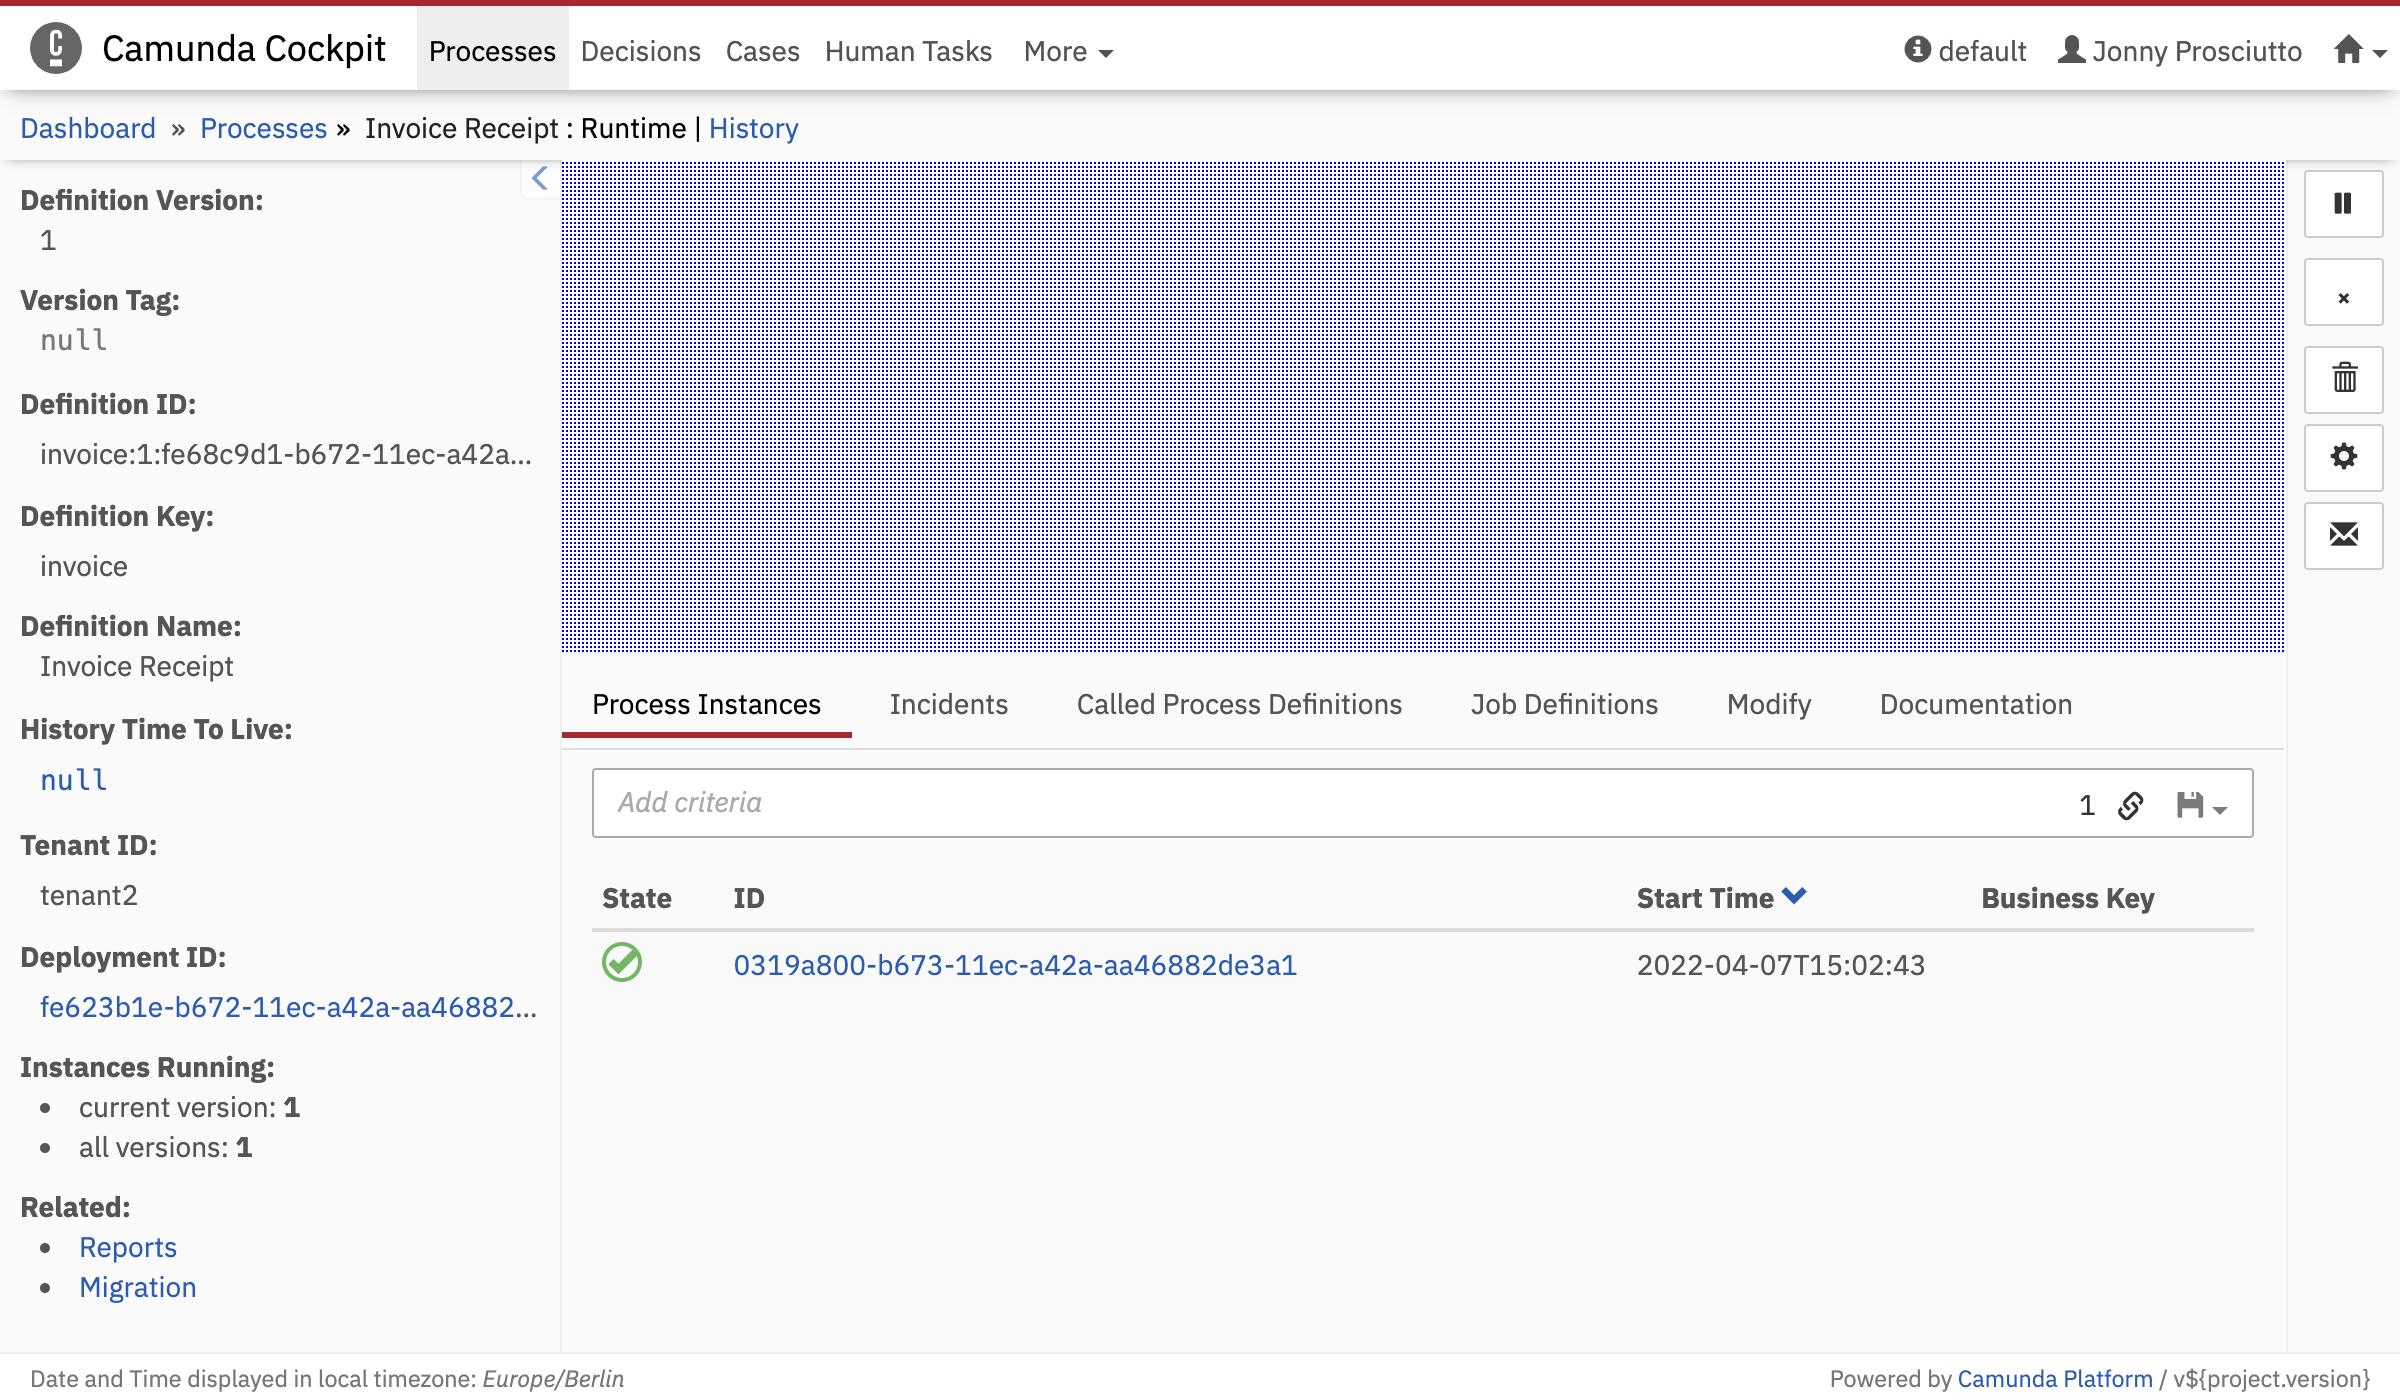 Camunda Cockpit Processes Decisions Cases Human Tasks More default Jonny Prosciutto
Dashboard » Processes » Invoice Receipt : Runtime | History
Definition Version:
1
Version Tag:
null
Definition ID:
invoice:1:fe68c9d1-b672-11ec-a42a...
Definition Key:
invoice
Definition Name:
Invoice Receipt
History Time To Live:
null
Tenant ID:
tenant2
Deployment ID:
fe623b1e-b672-11ec-a42a-aa46882...
Instances Running:
• current version: 1
• all versions: 1
Related:
• Reports
• Migration
Process Instances Incidents Called Process Definitions Job Definitions Modify Documentation
Add criteria 1
State ID Start Time Business Key
0319a800-b673-11ec-a42a-aa46882de3a1 2022-04-07T15:02:43
Date and Time displayed in local timezone: Europe/Berlin
Powered by Camunda Platform / v${project.version}